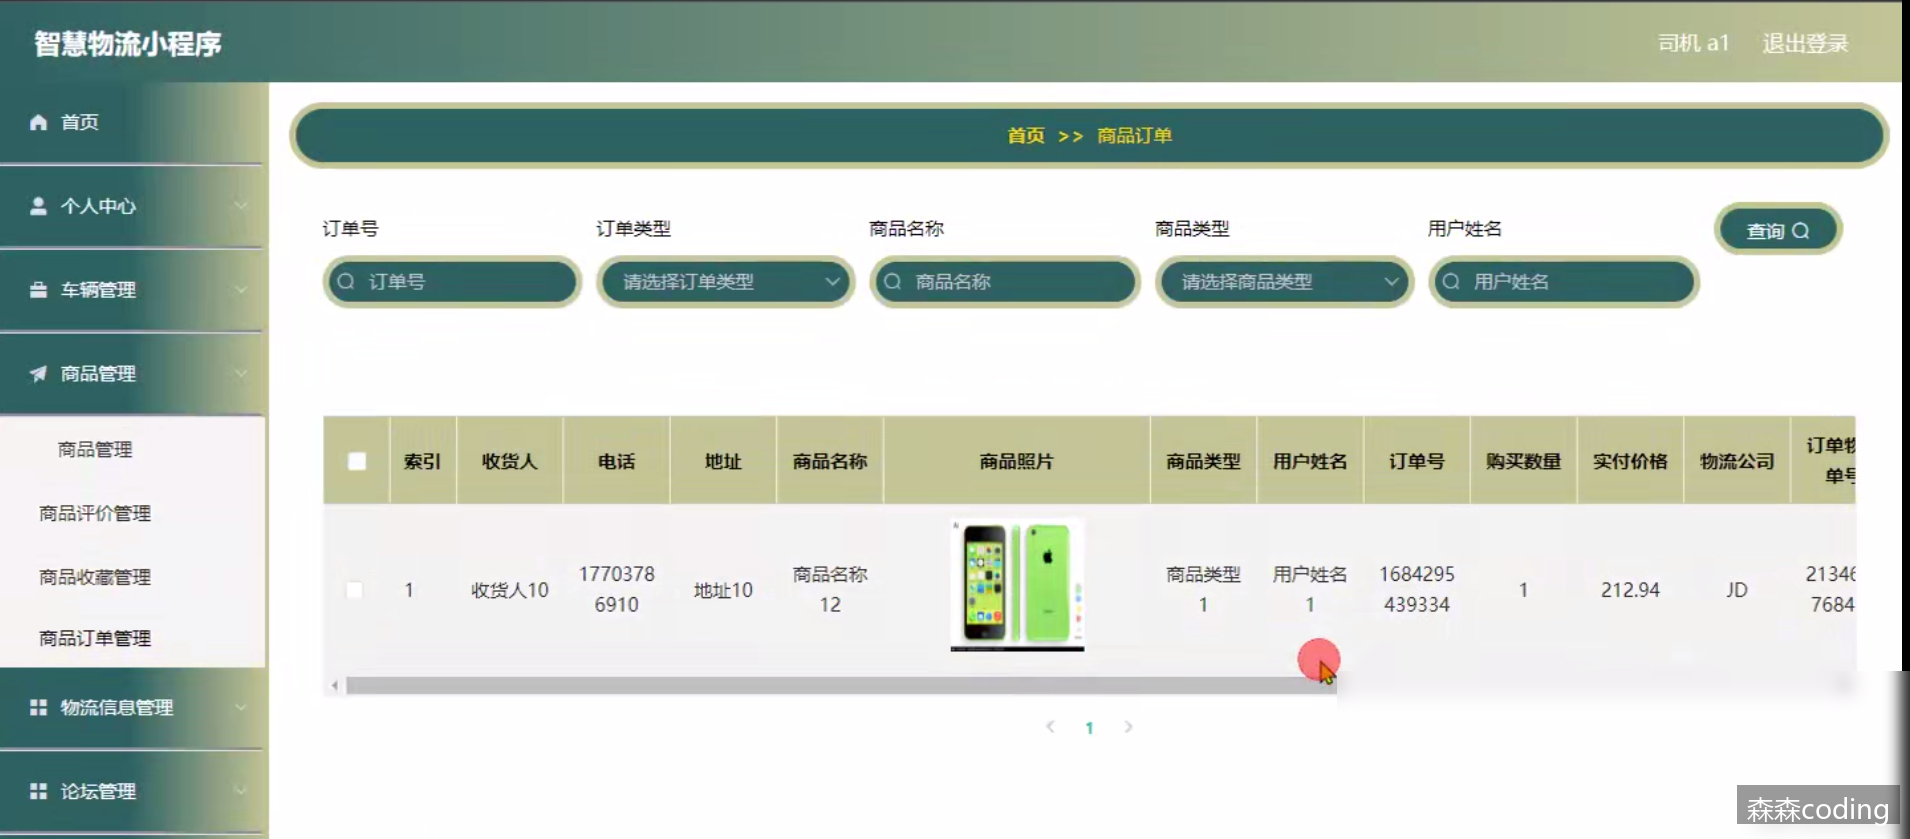 智慧物流小程序
司机 a1
退出登录
首页
个人中心
车辆管理
商品管理
商品管理
商品评价管理
商品收藏管理
商品订单管理
物流信息管理
论坛管理
首页 >> 商品订单
订单号
订单类型
商品名称
商品类型
用户姓名
查询
订单号
请选择订单类型
商品名称
请选择商品类型
用户姓名
索引
收货人
电话
地址
商品名称
商品照片
商品类型
用户姓名
订单号
购买数量
实付价格
物流公司
订单物
单号
1
收货人10
1770378
6910
地址10
商品名称
12
商品类型
1
用户姓名
1
1684295
439334
1
212.94
JD
21346
7684
1
森森coding